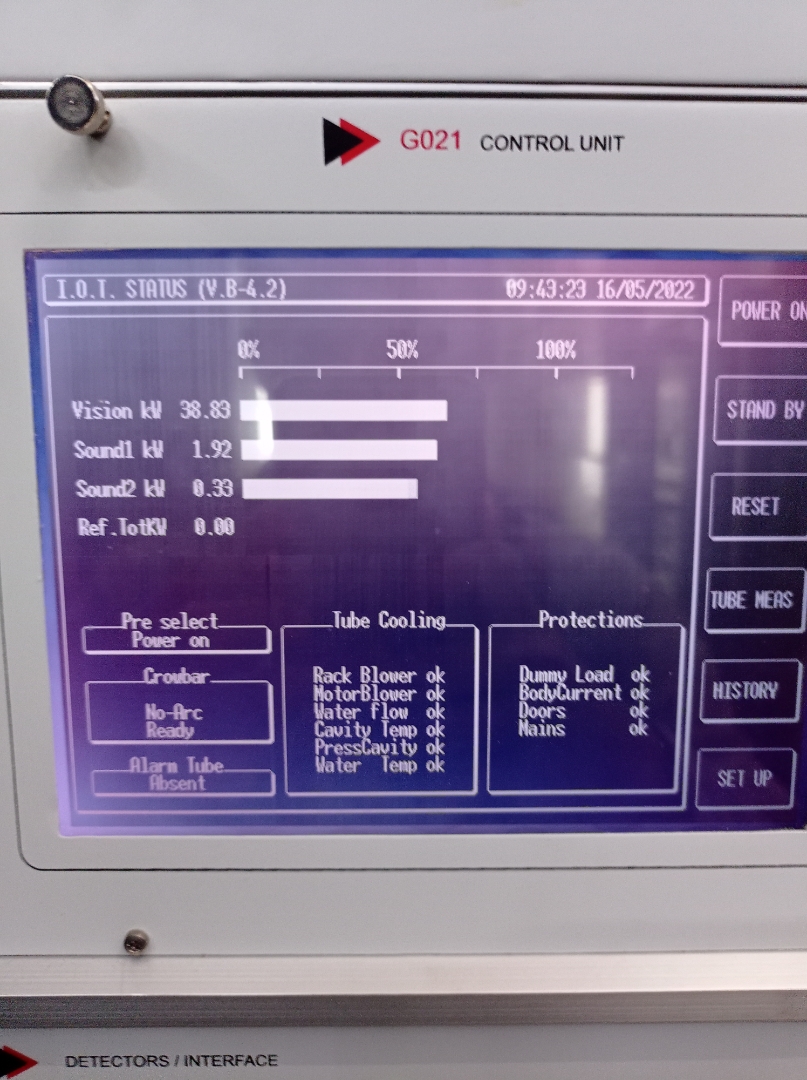 G021 CONTROL UNIT
I.O.T. STATUS (V.B-4.2) 09:43:23 16/05/2022
0% 50% 100%
Vision kW 38.83
Sound1 kW 1.92
Sound2 kW 0.33
Ref.TotKW 0.00
Pre select
Power on
Crowbar
No-Arc
Ready
Alarm Tube
Absent
Tube Cooling
Rack Blower ok
MotorBlower ok
Water flow ok
Cavity Temp ok
PressCavity ok
Water Temp ok
Protections
Dummy Load ok
BodyCurrent ok
Doors ok
Mains ok
POWER ON
STAND BY
RESET
TUBE MEAS
HISTORY
SET UP
DETECTORS / INTERFACE